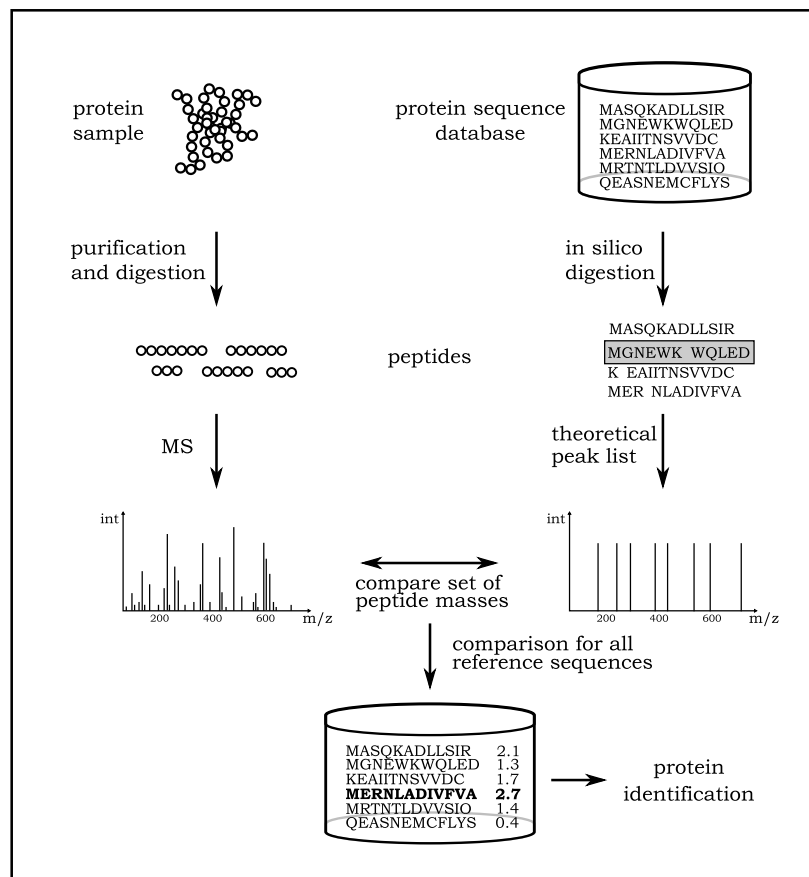 protein
sample
protein sequence
database
MASQKADLLSIR
MGNEWKWQLED
KEAIITNSVVDC
MERNLADIVFVA
MRTNTLDVVSIO
QEASNEMCFLYS
purification
and digestion
in silico
digestion
peptides
MASQKADLLSIR
MGNEWK WQLED
K EAIITNSVVDC
MER NLADIVFVA
MS
theoretical
peak list
int
200 400 600 m/z
compare set of
peptide masses
int
200 400 600 m/z
comparison for all
reference sequences
MASQKADLLSIR 2.1
MGNEWKWQLED 1.3
KEAIITNSVVDC 1.7
MERNLADIVFVA 2.7
MRTNTLDVVSIO 1.4
QEASNEMCFLYS 0.4
protein
identification